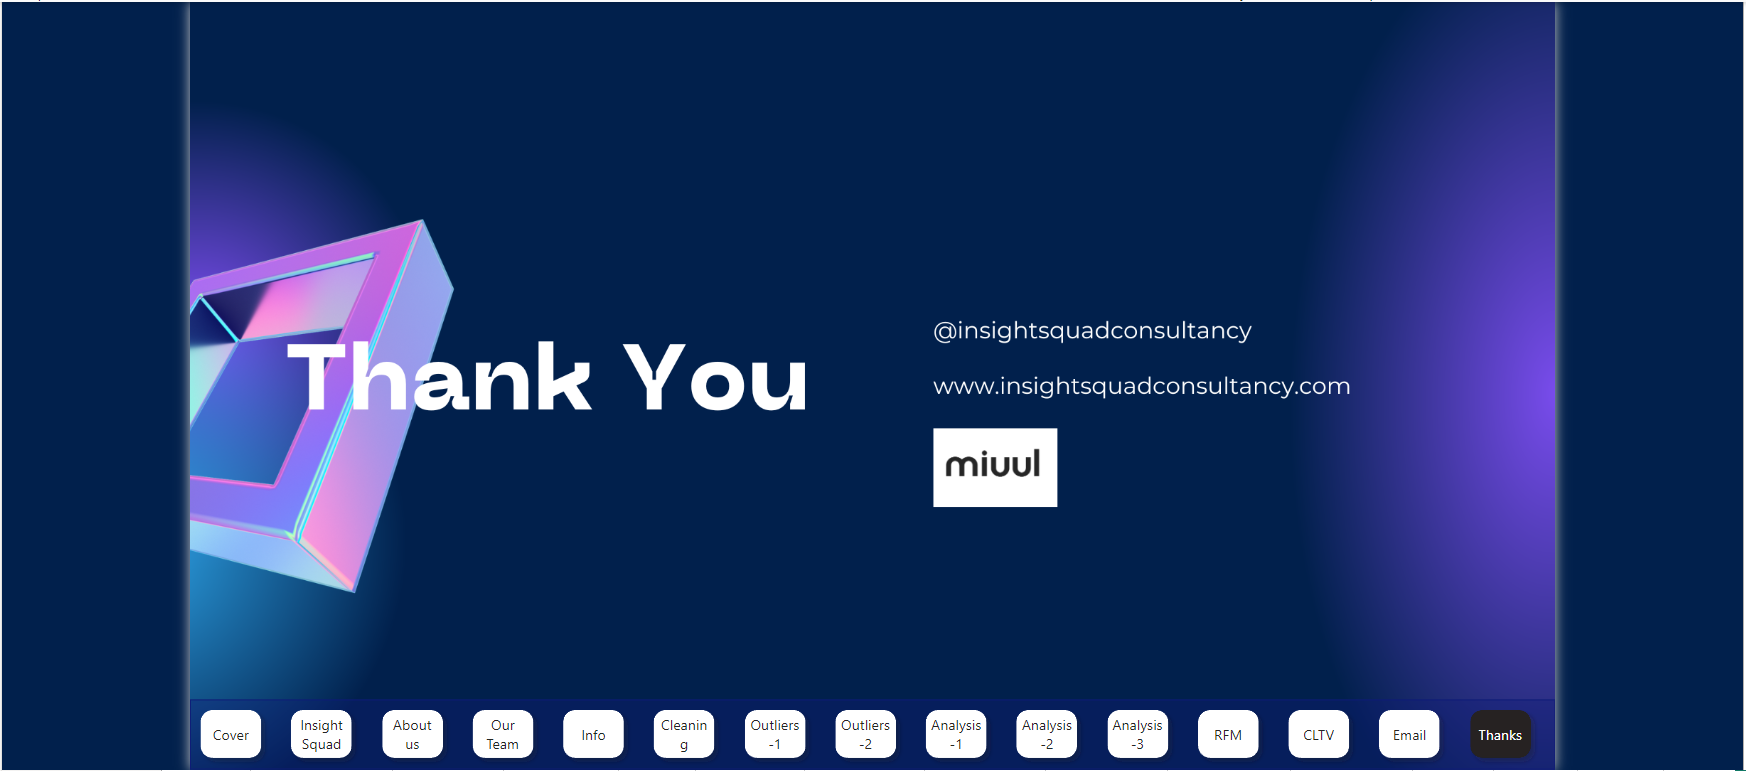 Thank You
@insightsquadconsultancy
www.insightsquadconsultancy.com
miuul
Cover
Insight
Squad
About
us
Our
Team
Info
Cleanin
g
Outliers
-1
Outliers
-2
Analysis
-1
Analysis
-2
Analysis
-3
RFM
CLTV
Email
Thanks